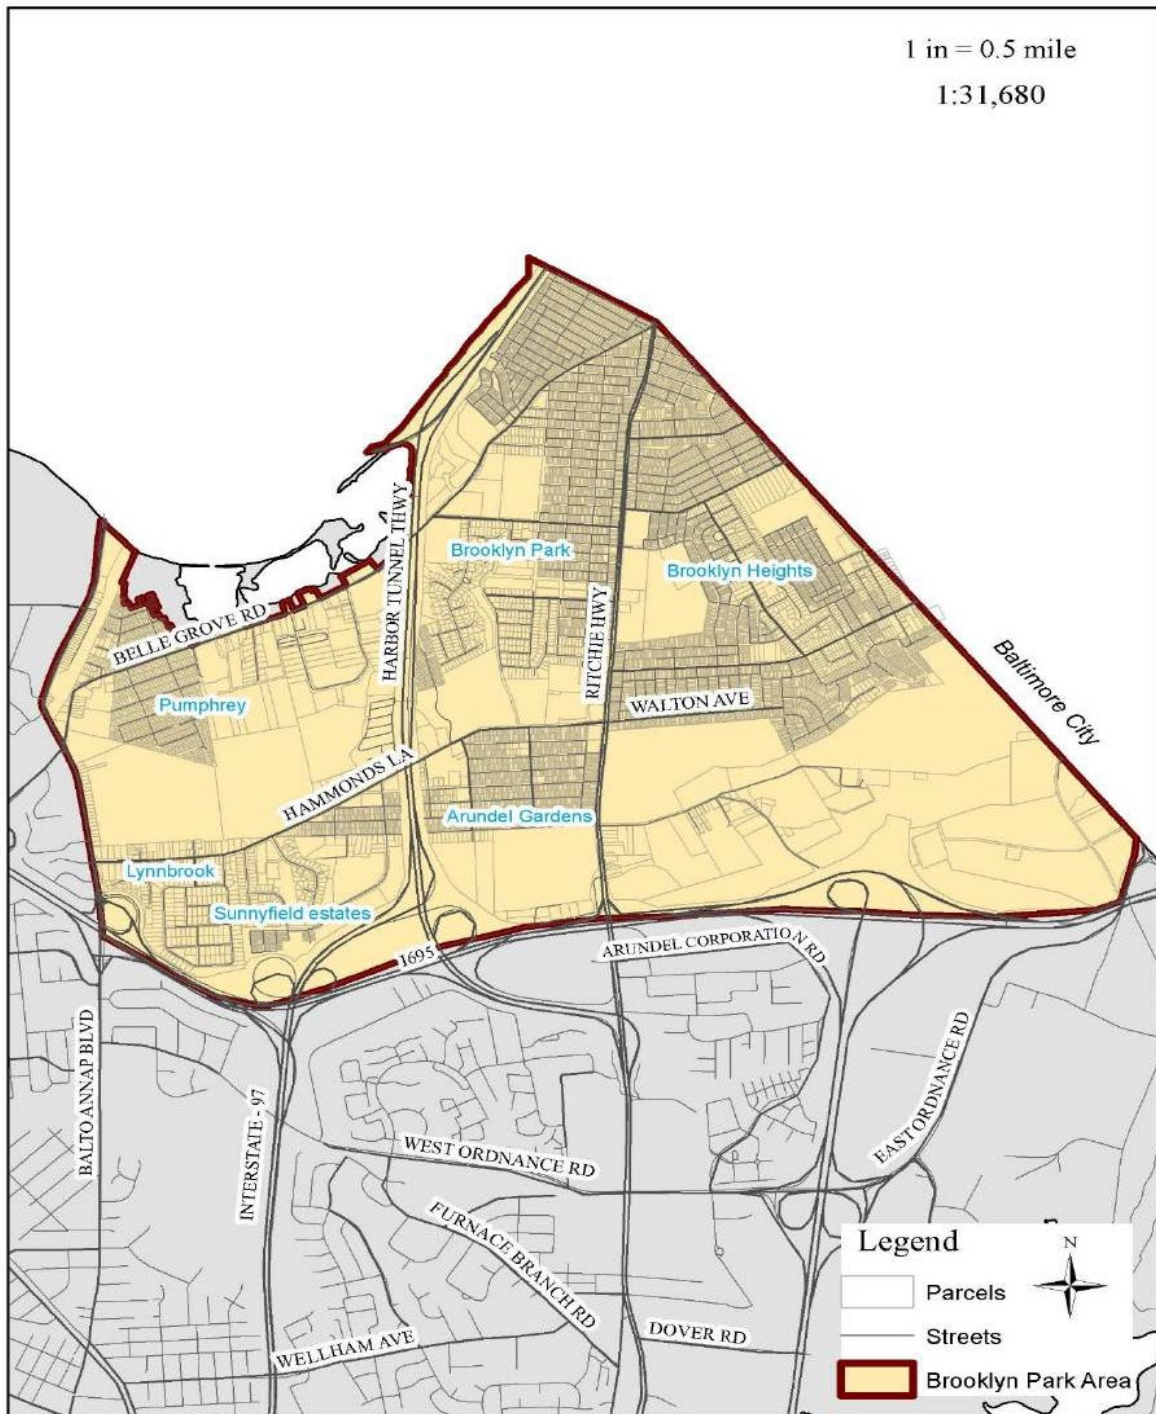 1 in = 0.5 mile
1:31,680
HARBOR TUNNEL THWY
Brooklyn Park
Brooklyn Heights
BELLE GROVE RD
RITCHIE HWY
Baltimore City
Pumphrey
WALTON AVE
HAMMONDS LA
Arundel Gardens
Lynnbrook
Sunnyfield estates
I695
ARUNDEL CORPORATION RD
BALTO ANNAP BLVD
INTERSTATE - 97
EAST ORDNANCE RD
WEST ORDNANCE RD
FURNACE BRANCH RD
WELLHAM AVE
DOVER RD
Legend
N
Parcels
Streets
Brooklyn Park Area